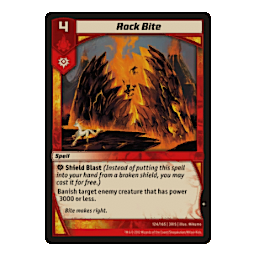 Rock Bite
4
Spell
Shield Blast (Instead of putting this spell
into your hand from a broken shield, you may
cast it for free.)
Banish target enemy creature that has power
3000 or less.
Bite makes right.